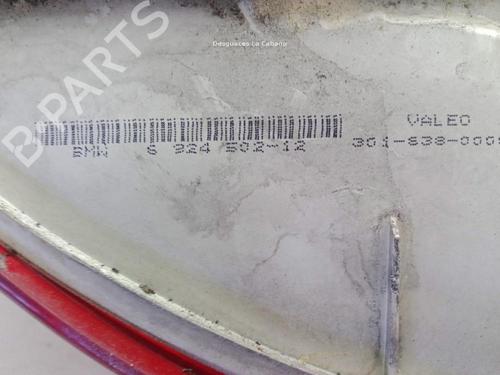 Desguaces La Cabaña
B-PARTS
VALEO
BMW 6 924 502-12 301-638-000